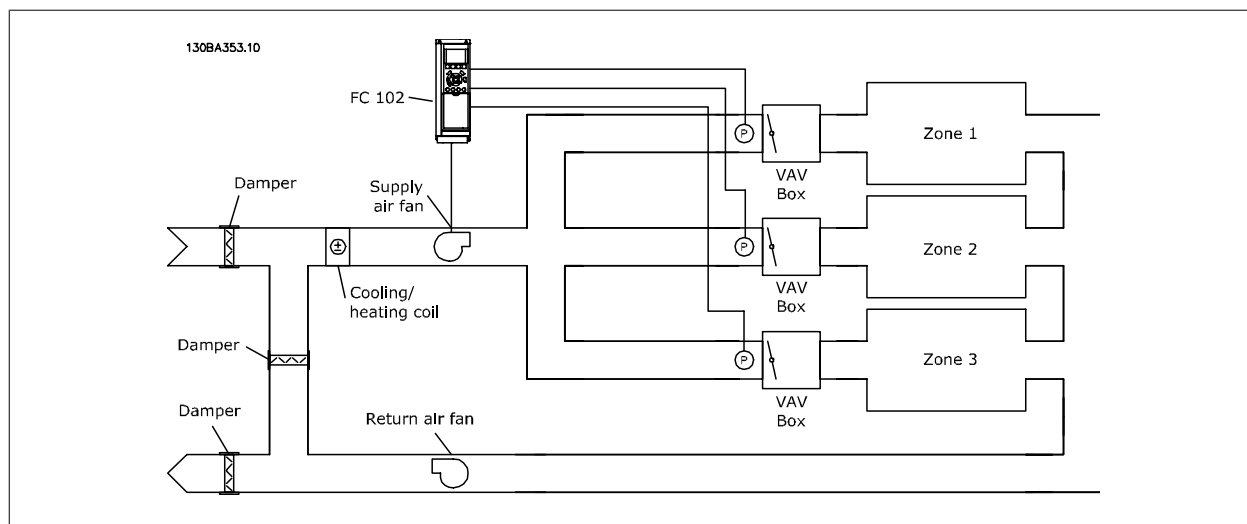 130BA353.10
FC 102
Damper
Supply
air fan
Cooling/
heating coil
Damper
Damper
Return air fan
P
VAV
Box
Zone 1
P
VAV
Box
Zone 2
P
VAV
Box
Zone 3